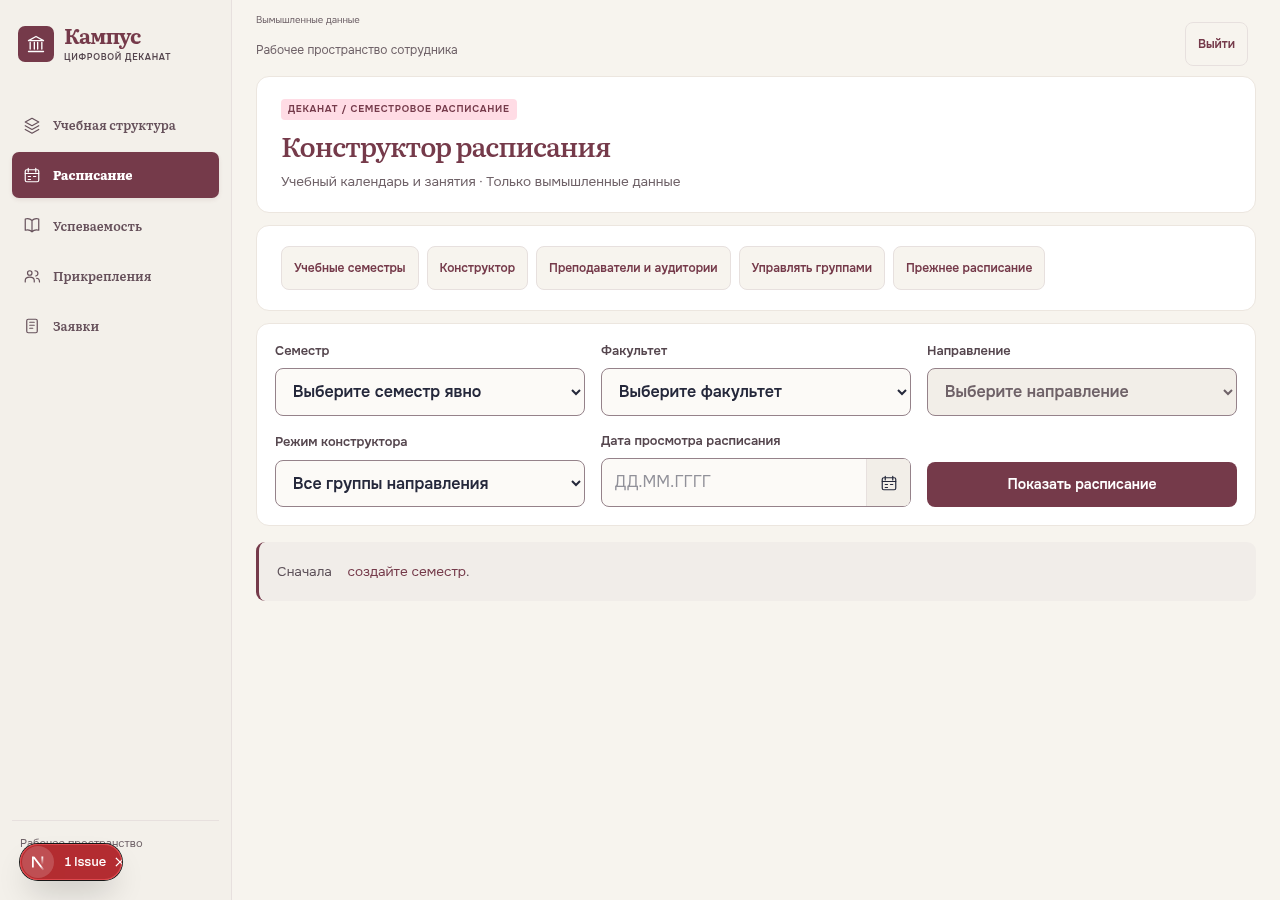 Кампус
ЦИФРОВОЙ ДЕКАНАТ
Учебная структура
Расписание
Успеваемость
Прикрепления
Заявки
Рабочее пространство
1 Issue
Вымышленные данные
Рабочее пространство сотрудника
Выйти
ДЕКАНАТ / СЕМЕСТРОВОЕ РАСПИСАНИЕ
Конструктор расписания
Учебный календарь и занятия · Только вымышленные данные
Учебные семестры
Конструктор
Преподаватели и аудитории
Управлять группами
Прежнее расписание
Семестр
Факультет
Направление
Выберите семестр явно
Выберите факультет
Выберите направление
Режим конструктора
Дата просмотра расписания
Все группы направления
ДД.ММ.ГГГГ
Показать расписание
Сначала создайте семестр.